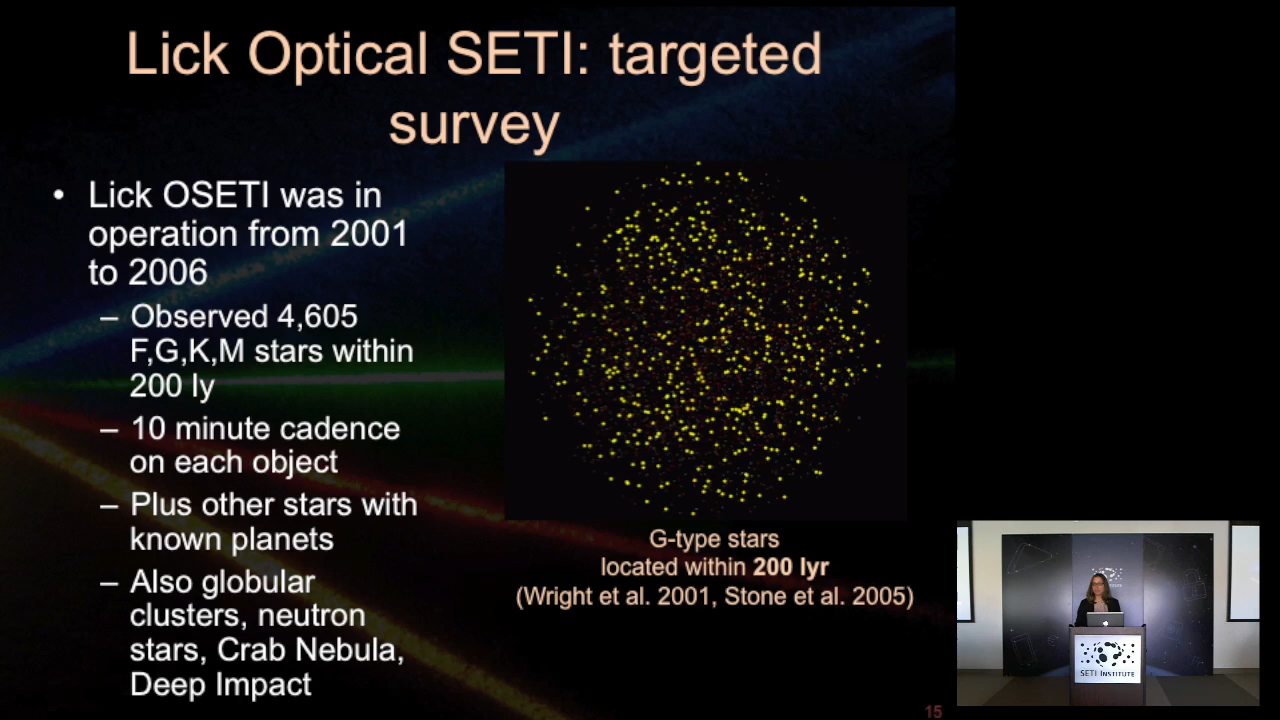 Lick Optical SETI: targeted
survey
• Lick OSETI was in
operation from 2001
to 2006
– Observed 4,605
F,G,K,M stars within
200 ly
– 10 minute cadence
on each object
– Plus other stars with
known planets
– Also globular
clusters, neutron
stars, Crab Nebula,
Deep Impact
G-type stars
located within 200 lyr
(Wright et al. 2001, Stone et al. 2005)
15
SETI INSTITUTE